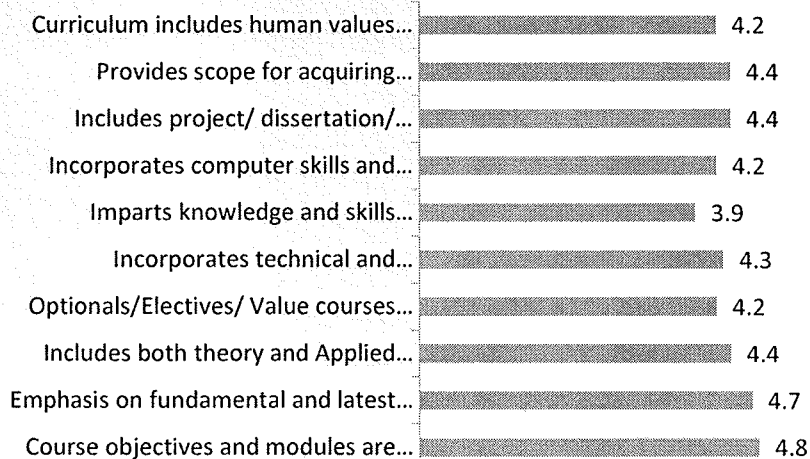 Curriculum includes human values... 4.2
Provides scope for acquiring... 4.4
Includes project/ dissertation/... 4.4
Incorporates computer skills and... 4.2
Imparts knowledge and skills... 3.9
Incorporates technical and... 4.3
Optionals/Electives/ Value courses... 4.2
Includes both theory and Applied... 4.4
Emphasis on fundamental and latest... 4.7
Course objectives and modules are... 4.8